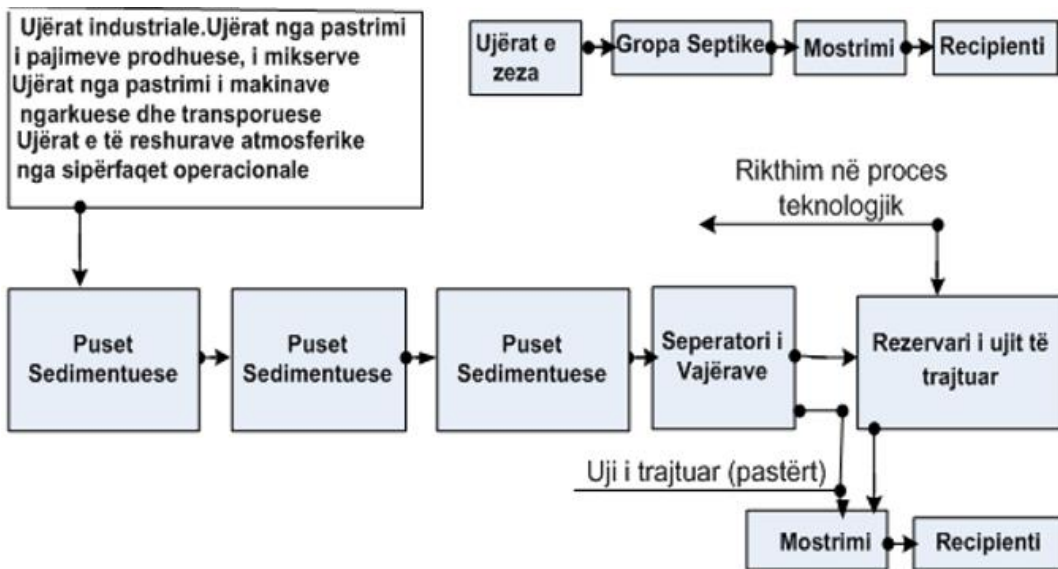 Ujërat industriale.Ujërat nga pastrimi
i pajimeve prodhuese, i mikserve
Ujërat nga pastrimi i makinave
ngarkuese dhe transporuese
Ujërat e të reshurave atmosferike
nga sipërfaqet operacionale
Ujërat e
zeza
Gropa Septike
Mostrimi
Recipienti
Rikthim në proces
teknologjik
Puset
Sedimentuese
Puset
Sedimentuese
Puset
Sedimentuese
Seperatori i
Vajërave
Rezervari i ujit të
trajtuar
Uji i trajtuar (pastërt)
Mostrimi
Recipienti